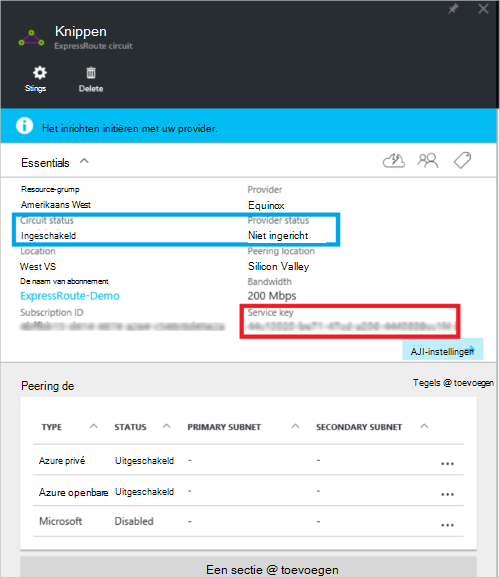 Knippen
ExpressRoute circuit
Stings
Delete
Het inrichten initiëren met uw provider.
Essentials
Resource-grump
Provider
Amerikaans West
Equinox
Circuit status
Provider status
Ingeschakeld
Niet ingericht
Location
Peering location
West VS
Silicon Valley
De naam van abonnement
Bandwidth
ExpressRoute-Demo
200 Mbps
Subscription ID
Service key
AJI-instellingen
Peering de
Tegels @ toevoegen
TYPE STATUS PRIMARY SUBNET SECONDARY SUBNET
Azure privé Uitgeschakeld - - ...
Azure openbare Uitgeschakeld - - ...
Microsoft Disabled - - ...
Een sectie @ toevoegen